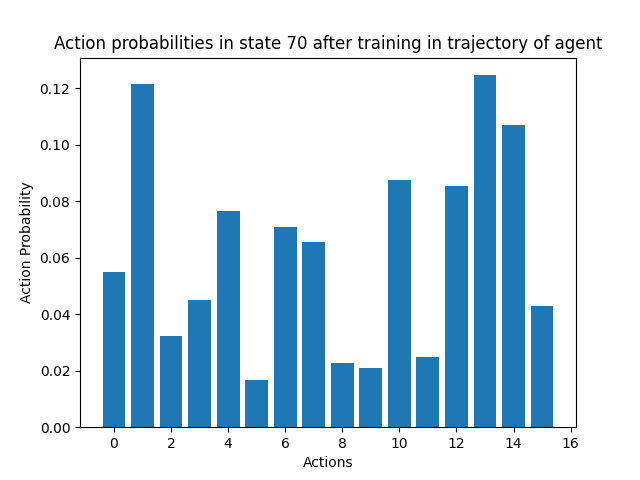 Action probabilities in state 70 after training in trajectory of agent
0.12
0.10
0.08
0.06
0.04
0.02
0.00
Action Probability
0 2 4 6 8 10 12 14 16
Actions